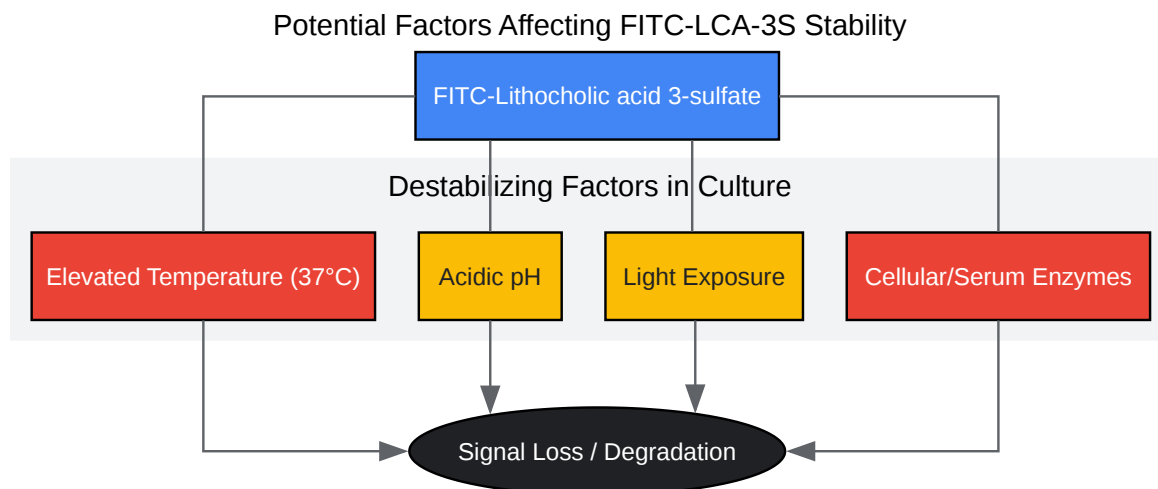 Potential Factors Affecting FITC-LCA-3S Stability
FITC-Lithocholic acid 3-sulfate
Destabilizing Factors in Culture
Elevated Temperature (37°C)
Acidic pH
Light Exposure
Cellular/Serum Enzymes
Signal Loss / Degradation